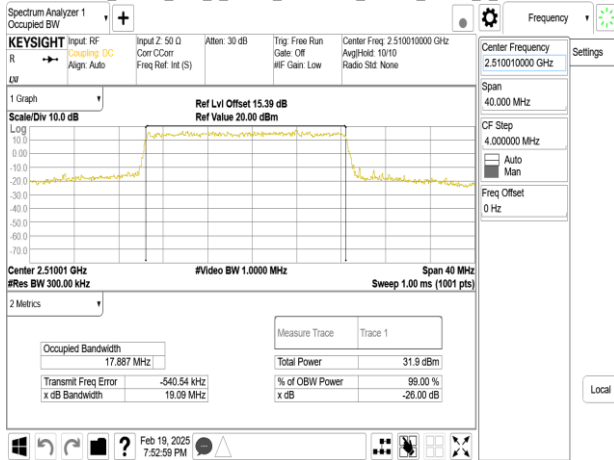 Spectrum Analyzer 1
Occupied BW
+
Frequency
KEYSIGHT
R
LXI
Input: RF
Coupling: DC
Align: Auto
Input Z: 50 Ω
Corr CCorr
Freq Ref: Int (S)
Atten: 30 dB
Trig: Free Run
Gate: Off
#IF Gain: Low
Center Freq: 2.510010000 GHz
Avg|Hold: 10/10
Radio Std: None
Center Frequency
2.510010000 GHz
Settings
Span
40.000 MHz
CF Step
4.000000 MHz
Auto
Man
Freq Offset
0 Hz
Local
1 Graph
Scale/Div 10.0 dB
Ref Lvl Offset 15.39 dB
Ref Value 20.00 dBm
Log
10.0
0.00
-10.0
-20.0
-30.0
-40.0
-50.0
-60.0
-70.0
Center 2.51001 GHz
#Video BW 1.0000 MHz
Span 40 MHz
#Res BW 300.00 kHz
Sweep 1.00 ms (1001 pts)
2 Metrics
Measure Trace Trace 1
Occupied Bandwidth
17.887 MHz
Total Power 31.9 dBm
Transmit Freq Error -540.54 kHz
% of OBW Power 99.00 %
x dB Bandwidth 19.09 MHz
x dB -26.00 dB
?
Feb 19, 2025
7:52:59 PM